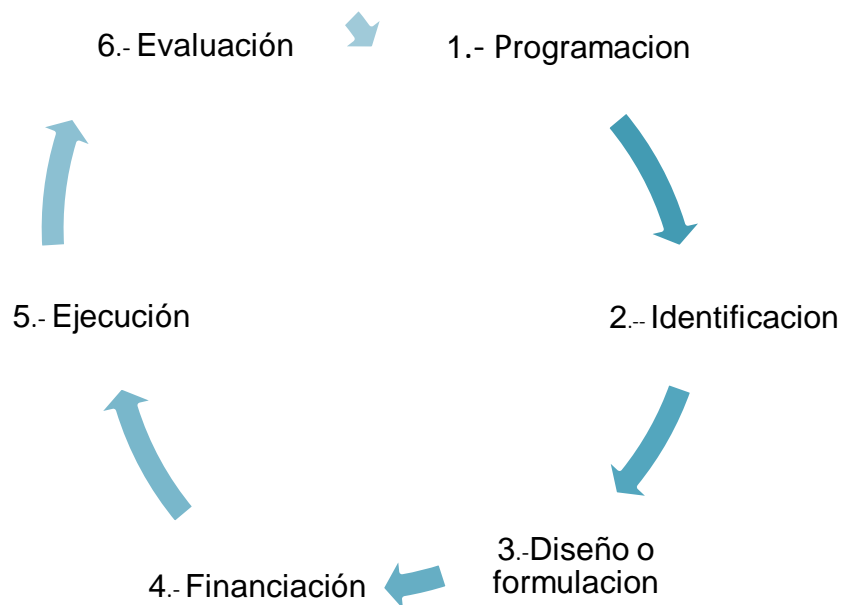 1.- Programacion
2.-- Identificacion
3.-Diseño o
formulacion
4.- Financiación
5.- Ejecución
6.- Evaluación